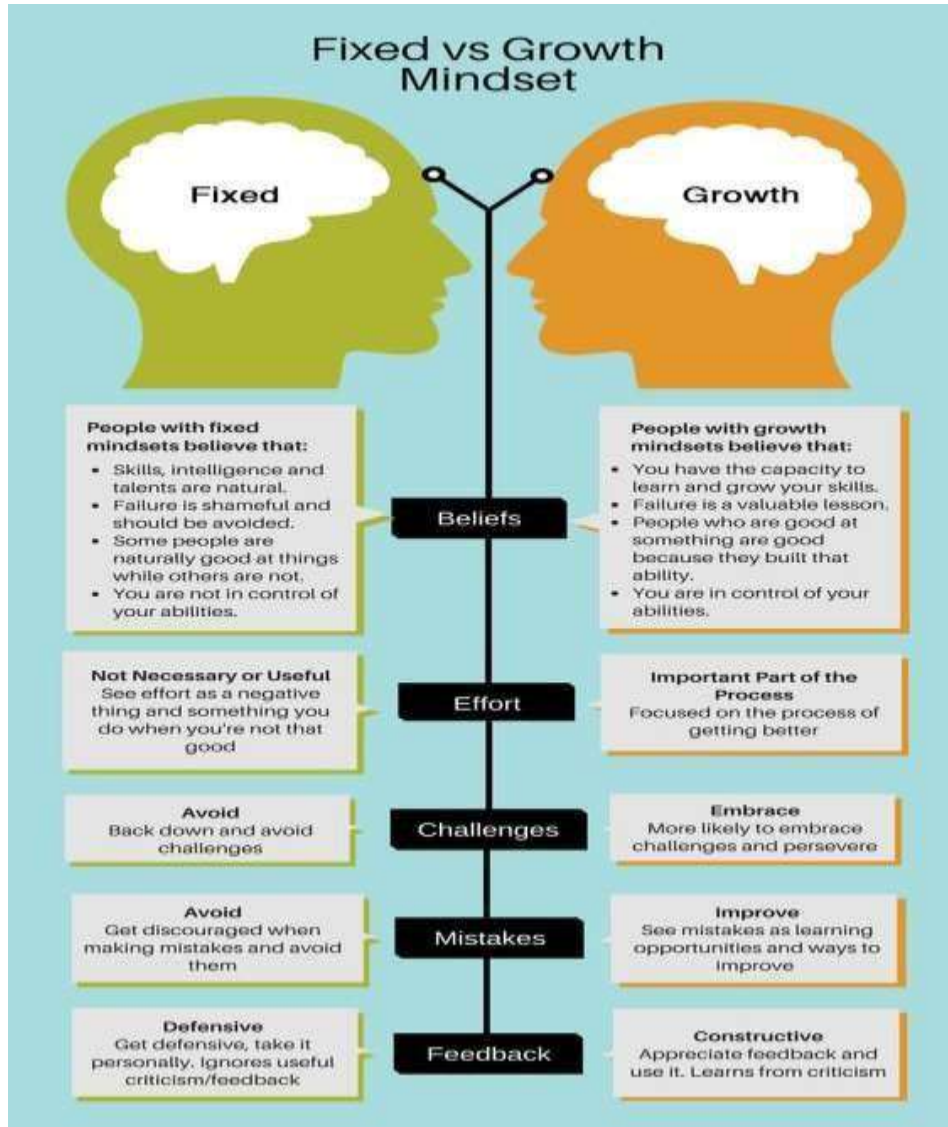 Fixed vs Growth
Mindset
Fixed
Growth
People with fixed
mindsets believe that:
• Skills, intelligence and
talents are natural.
• Failure is shameful and
should be avoided.
• Some people are
naturally good at things
while others are not.
• You are not in control of
your abilities.
Beliefs
People with growth
mindsets believe that:
• You have the capacity to
learn and grow your skills.
• Failure is a valuable lesson.
• People who are good at
something are good
because they built that
ability.
• You are in control of your
abilities.
Not Necessary or Useful
See effort as a negative
thing and something you
do when you're not that
good
Effort
Important Part of the
Process
Focused on the process of
getting better
Avoid
Back down and avoid
challenges
Challenges
Embrace
More likely to embrace
challenges and persevere
Avoid
Get discouraged when
making mistakes and avoid
them
Mistakes
Improve
See mistakes as learning
opportunities and ways to
improve
Defensive
Get defensive, take it
personally. Ignores useful
criticism/feedback
Feedback
Constructive
Appreciate feedback and
use it. Learns from criticism